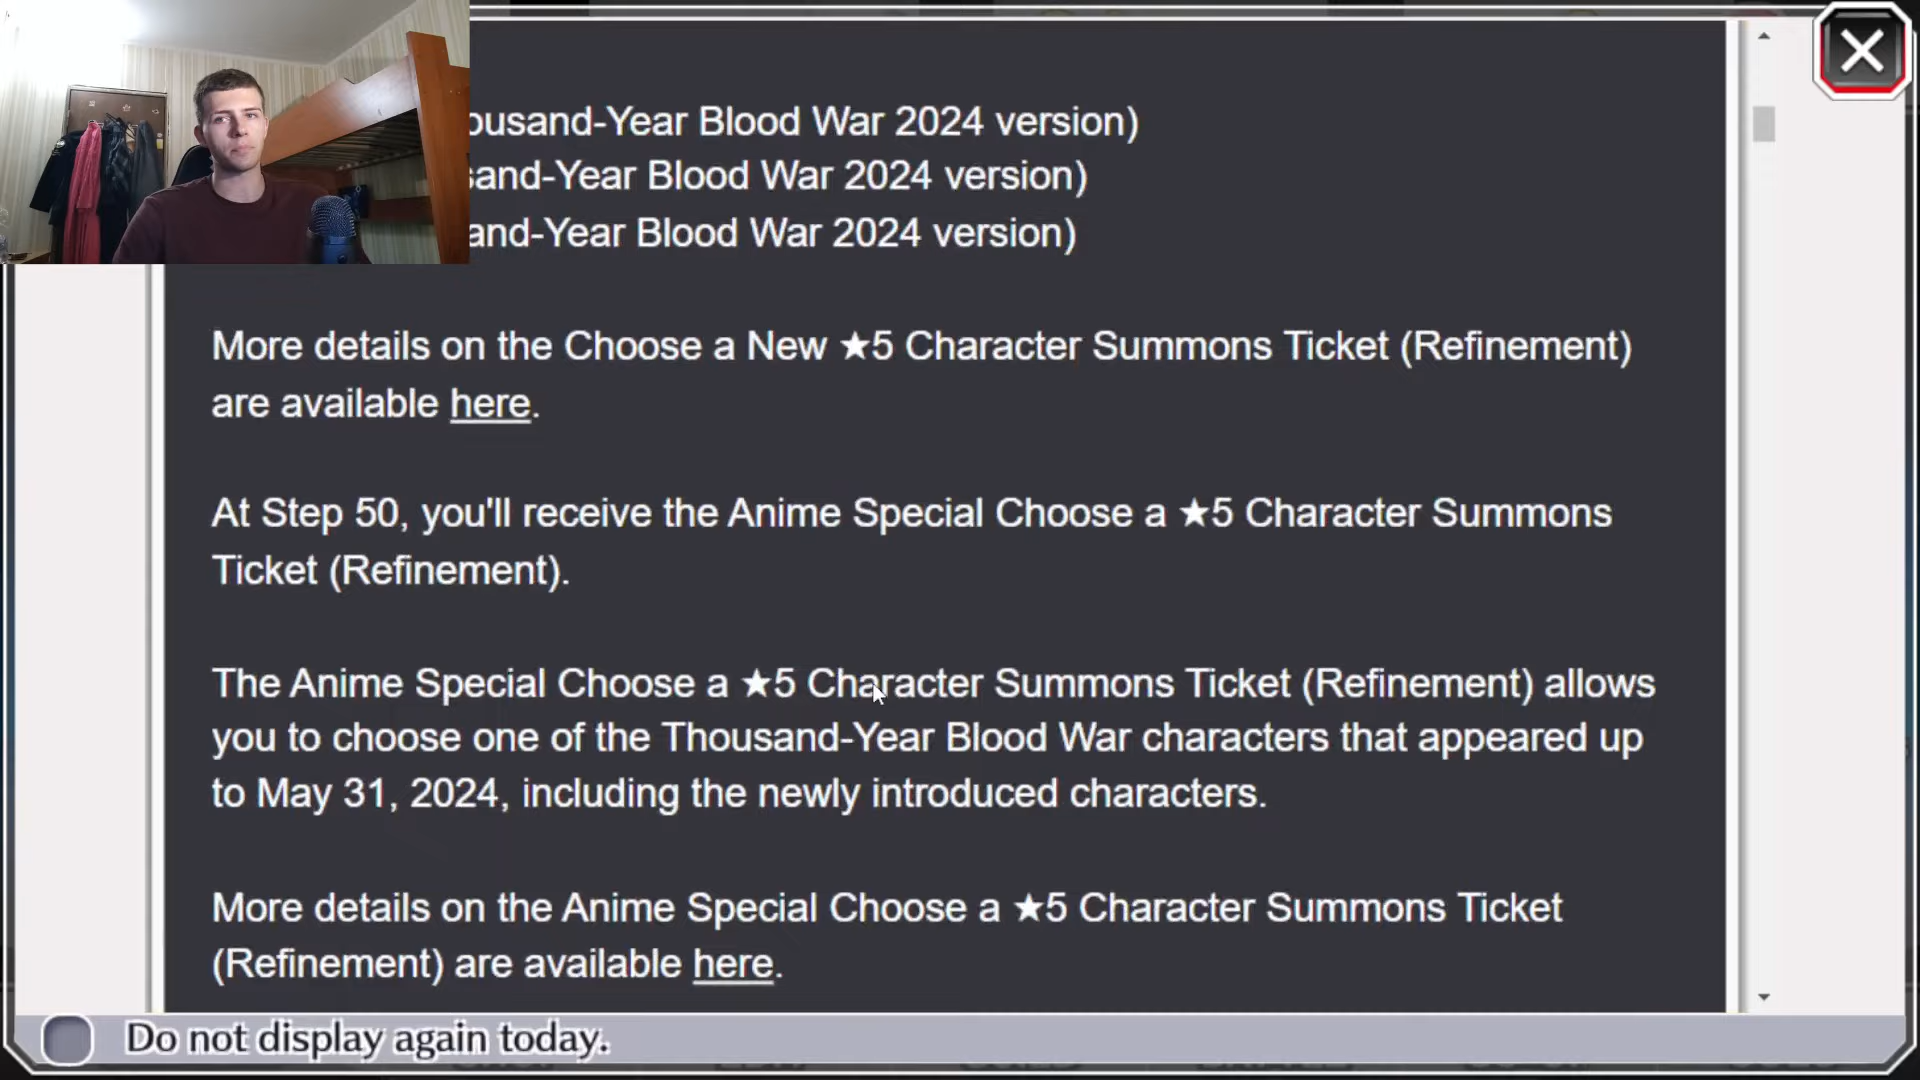 -Year Blood War 2024 version)
-Year Blood War 2024 version)
-Year Blood War 2024 version)
More details on the Choose a New ★5 Character Summons Ticket (Refinement)
are available here.
At Step 50, you'll receive the Anime Special Choose a ★5 Character Summons
Ticket (Refinement).
The Anime Special Choose a ★5 Character Summons Ticket (Refinement) allows
you to choose one of the Thousand-Year Blood War characters that appeared up
to May 31, 2024, including the newly introduced characters.
More details on the Anime Special Choose a ★5 Character Summons Ticket
(Refinement) are available here.
Do not display again today.